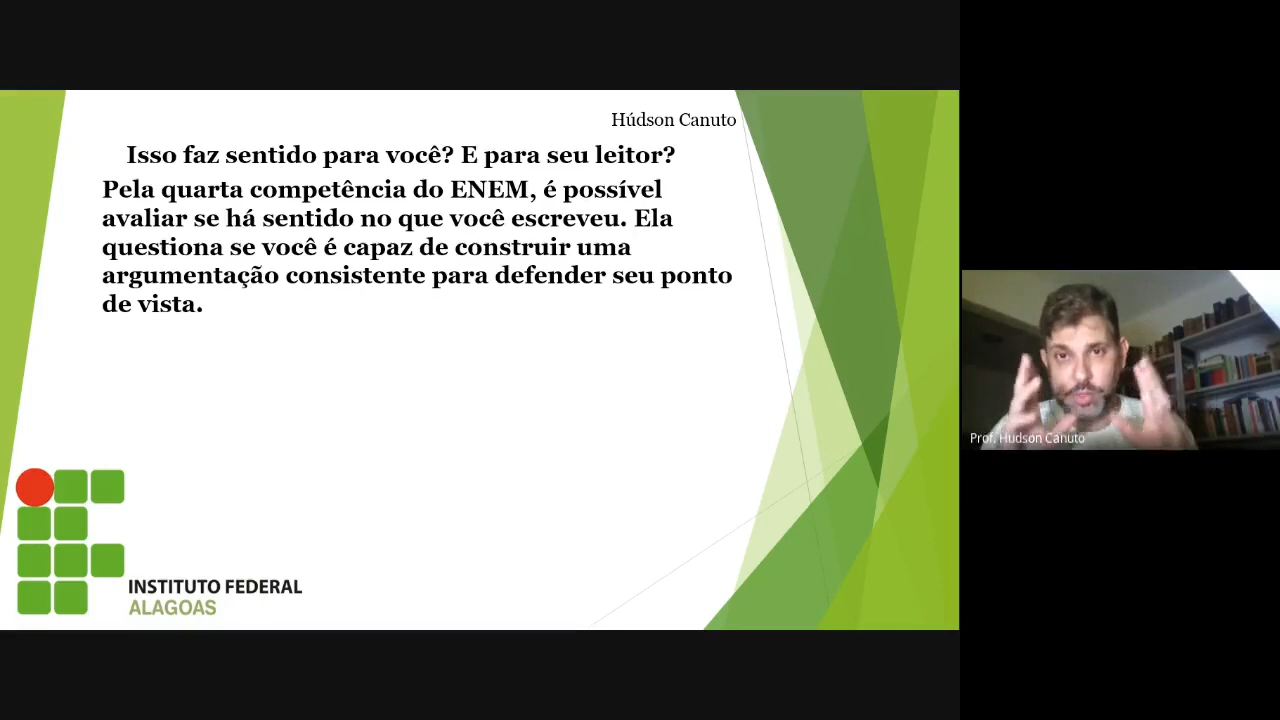 Húdson Canuto
Isso faz sentido para você? E para seu leitor?
Pela quarta competência do ENEM, é possível
avaliar se há sentido no que você escreveu. Ela
questiona se você é capaz de construir uma
argumentação consistente para defender seu ponto
de vista.
INSTITUTO FEDERAL
ALAGOAS
Prof. Hudson Canuto